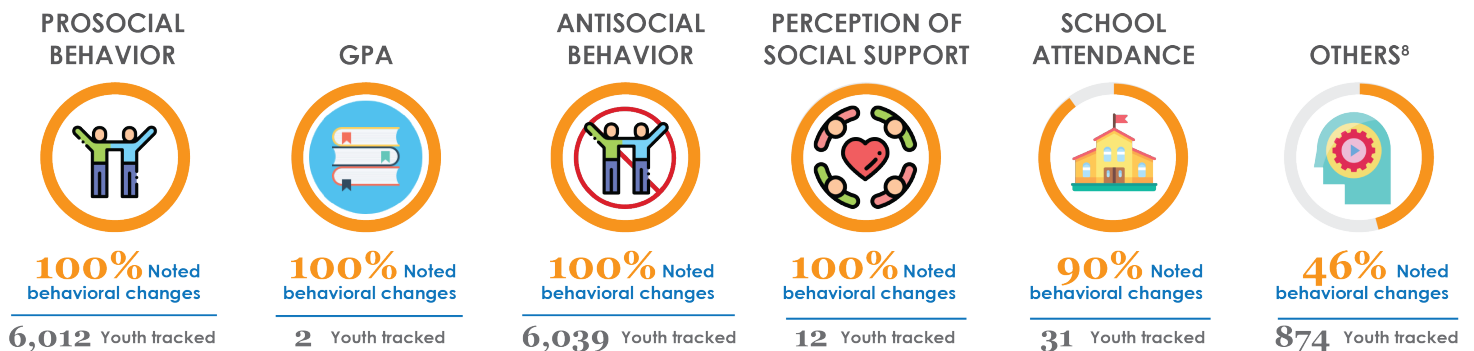 PROSOCIAL
BEHAVIOR
100% Noted
behavioral changes
6,012 Youth tracked
GPA
100% Noted
behavioral changes
2 Youth tracked
ANTISOCIAL
BEHAVIOR
100% Noted
behavioral changes
6,039 Youth tracked
PERCEPTION OF
SOCIAL SUPPORT
100% Noted
behavioral changes
12 Youth tracked
SCHOOL
ATTENDANCE
90% Noted
behavioral changes
31 Youth tracked
OTHERS⁸
46% Noted
behavioral changes
874 Youth tracked